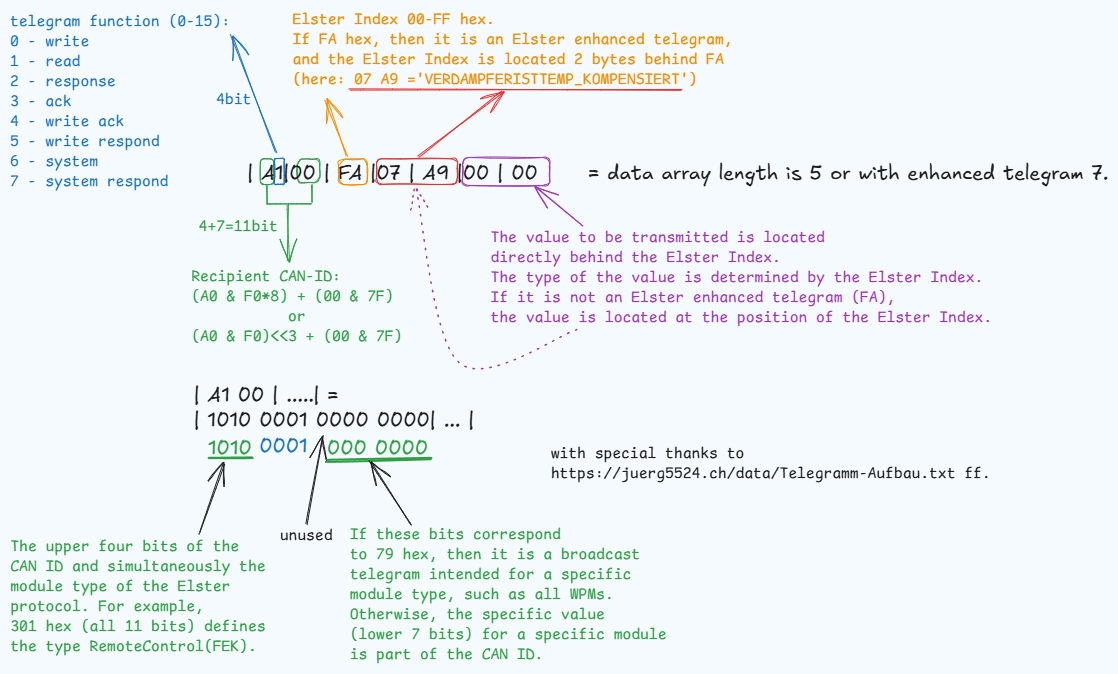 telegram function (0-15):
0 - write
1 - read
2 - response
3 - ack
4 - write ack
5 - write respond
6 - system
7 - system respond
4bit
Elster Index 00-FF hex.
If FA hex, then it is an Elster enhanced telegram,
and the Elster Index is located 2 bytes behind FA
(here: 07 A9 ='VERDAMPFERISTTEMP_KOMPENSIERT')
| A1|00 | FA |07 | A9 |00 | 00 = data array length is 5 or with enhanced telegram 7.
4+7=11bit
Recipient CAN-ID:
(A0 & F0*8) + (00 & 7F)
or
(A0 & F0)<<3 + (00 & 7F)
The value to be transmitted is located
directly behind the Elster Index.
The type of the value is determined by the Elster Index.
If it is not an Elster enhanced telegram (FA),
the value is located at the position of the Elster Index.
| A1 00 | .....| =
| 1010 0001 0000 0000| ... |
1010 0001 000 0000
with special thanks to
https://juerg5524.ch/data/Telegramm-Aufbau.txt ff.
unused
The upper four bits of the
CAN ID and simultaneously the
module type of the Elster
protocol. For example,
301 hex (all 11 bits) defines
the type RemoteControl(FEK).
If these bits correspond
to 79 hex, then it is a broadcast
telegram intended for a specific
module type, such as all WPMs.
Otherwise, the specific value
(lower 7 bits) for a specific module
is part of the CAN ID.